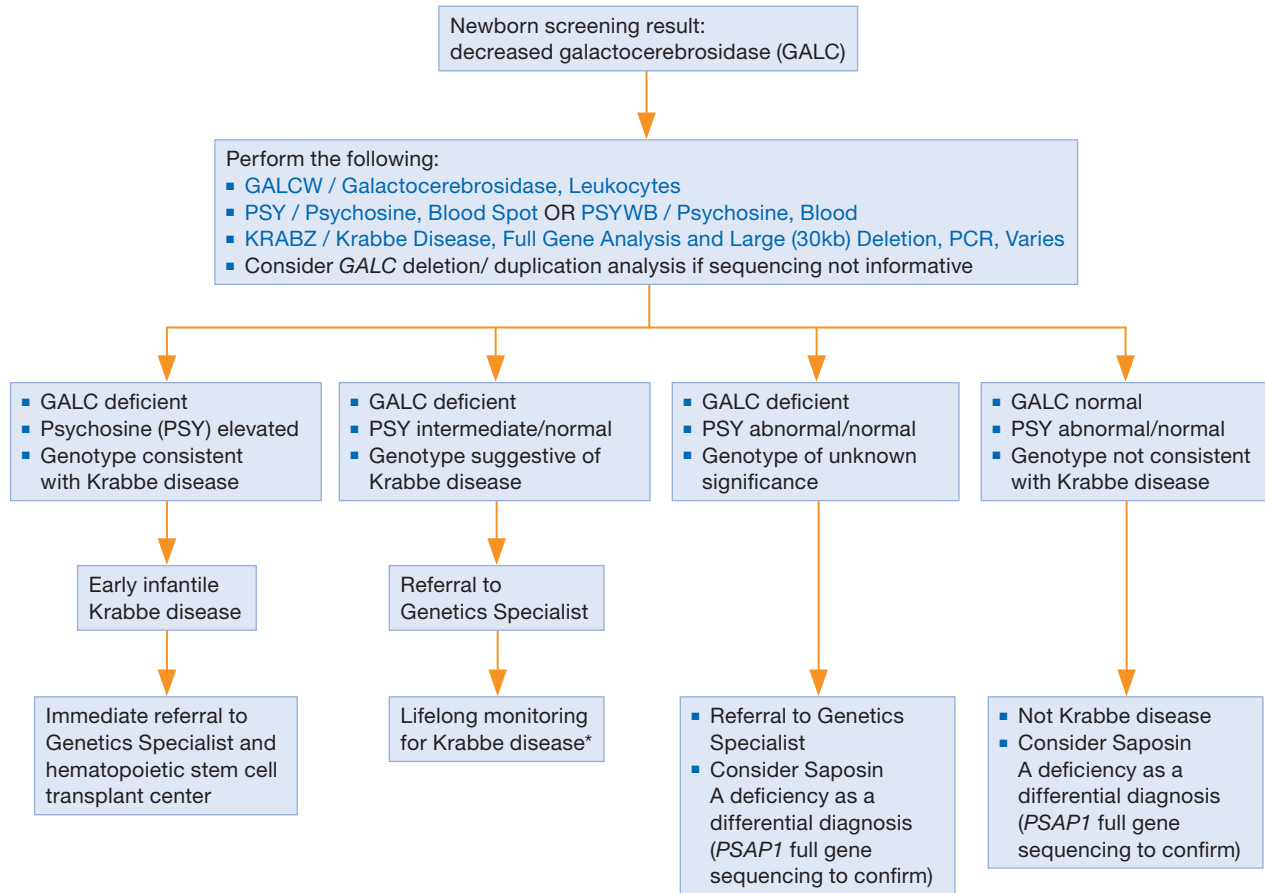 Newborn screening result:
decreased galactocerebrosidase (GALC)
Perform the following:
▪ GALCW / Galactocerebrosidase, Leukocytes
▪ PSY / Psychosine, Blood Spot OR PSYWB / Psychosine, Blood
▪ KRABZ / Krabbe Disease, Full Gene Analysis and Large (30kb) Deletion, PCR, Varies
▪ Consider GALC deletion/ duplication analysis if sequencing not informative
▪ GALC deficient
▪ Psychosine (PSY) elevated
▪ Genotype consistent
with Krabbe disease
▪ GALC deficient
▪ PSY intermediate/normal
▪ Genotype suggestive of
Krabbe disease
▪ GALC deficient
▪ PSY abnormal/normal
▪ Genotype of unknown
significance
▪ GALC normal
▪ PSY abnormal/normal
▪ Genotype not consistent
with Krabbe disease
Early infantile
Krabbe disease
Referral to
Genetics Specialist
Immediate referral to
Genetics Specialist and
hematopoietic stem cell
transplant center
Lifelong monitoring
for Krabbe disease*
▪ Referral to Genetics
Specialist
▪ Consider Saposin
A deficiency as a
differential diagnosis
(PSAP1 full gene
sequencing to confirm)
▪ Not Krabbe disease
▪ Consider Saposin
A deficiency as a
differential diagnosis
(PSAP1 full gene
sequencing to confirm)